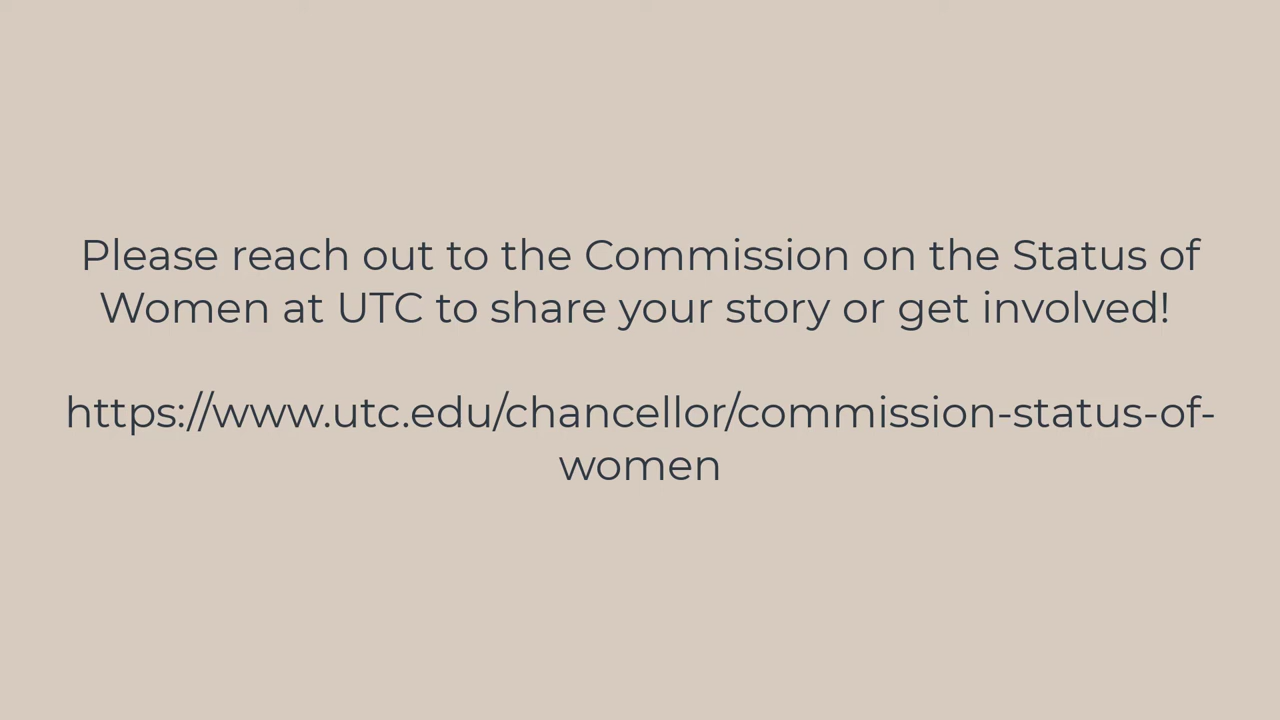 Please reach out to the Commission on the Status of
Women at UTC to share your story or get involved!
https://www.utc.edu/chancellor/commission-status-of-
women